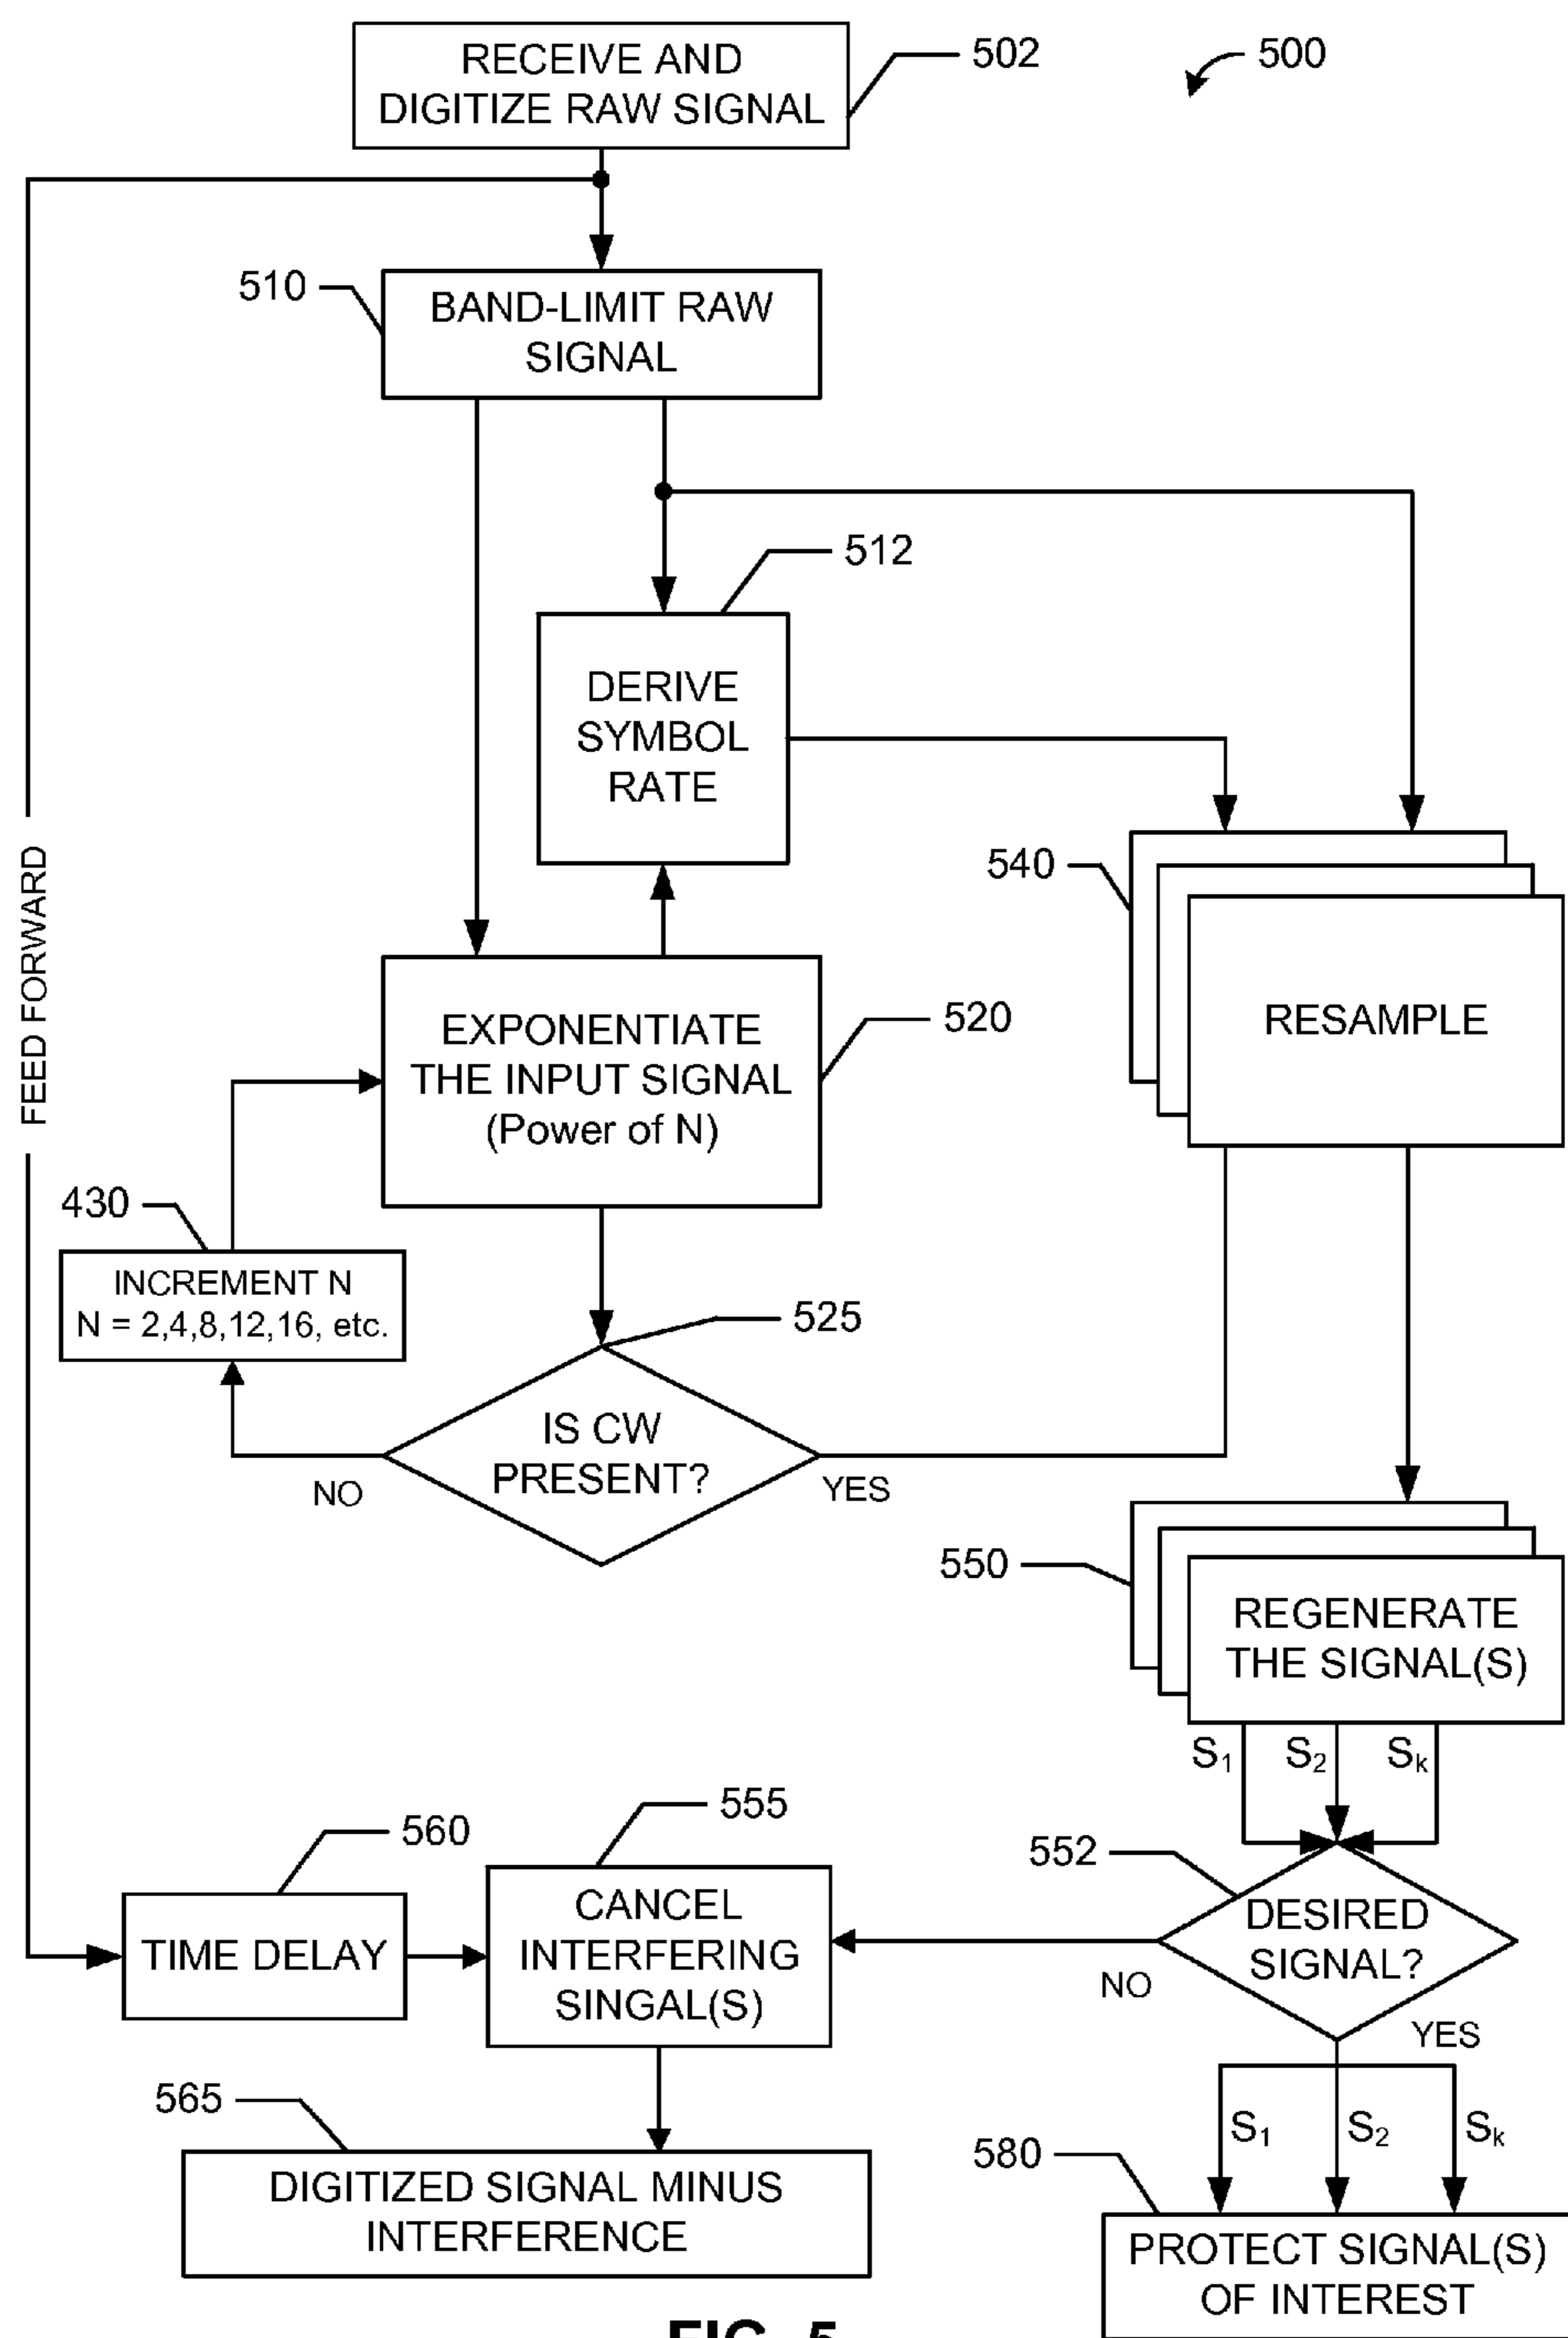 RECEIVE AND
DIGITIZE RAW SIGNAL
502
500
510
BAND-LIMIT RAW
SIGNAL
512
DERIVE
SYMBOL
RATE
540
RESAMPLE
FEED FORWARD
EXPONENTIATE
THE INPUT SIGNAL
(Power of N)
520
430
INCREMENT N
N = 2,4,8,12,16, etc.
525
IS CW
PRESENT?
NO
YES
550
REGENERATE
THE SIGNAL(S)
S1
S2
Sk
555
560
552
TIME DELAY
CANCEL
INTERFERING
SINGAL(S)
DESIRED
SIGNAL?
NO
YES
565
DIGITIZED SIGNAL MINUS
INTERFERENCE
S1
S2
Sk
580
PROTECT SIGNAL(S)
OF INTEREST
FIG. 5